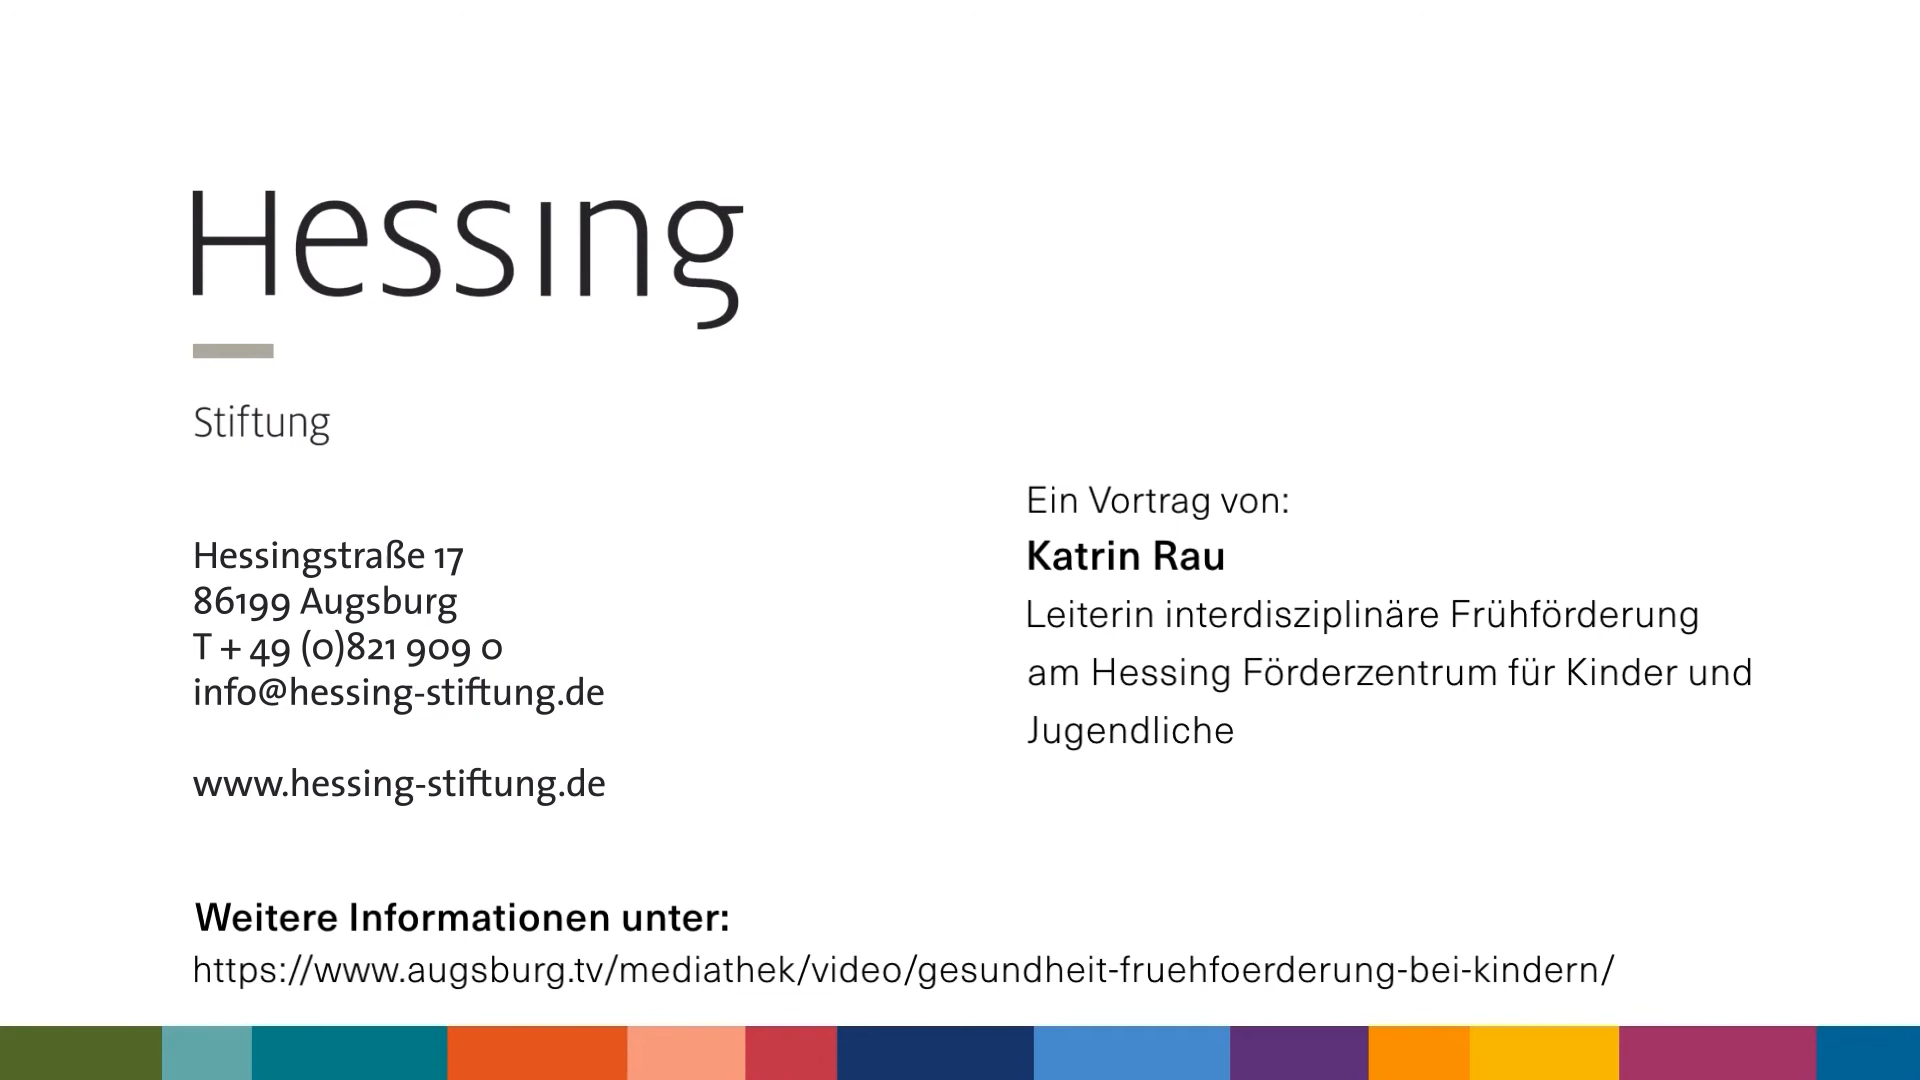 Hessing
Stiftung
Hessingstraße 17
86199 Augsburg
T + 49 (0)821 909 0
info@hessing-stiftung.de
www.hessing-stiftung.de
Ein Vortrag von:
Katrin Rau
Leiterin interdisziplinäre Frühförderung
am Hessing Förderzentrum für Kinder und
Jugendliche
Weitere Informationen unter:
https://www.augsburg.tv/mediathek/video/gesundheit-fruehfoerderung-bei-kindern/